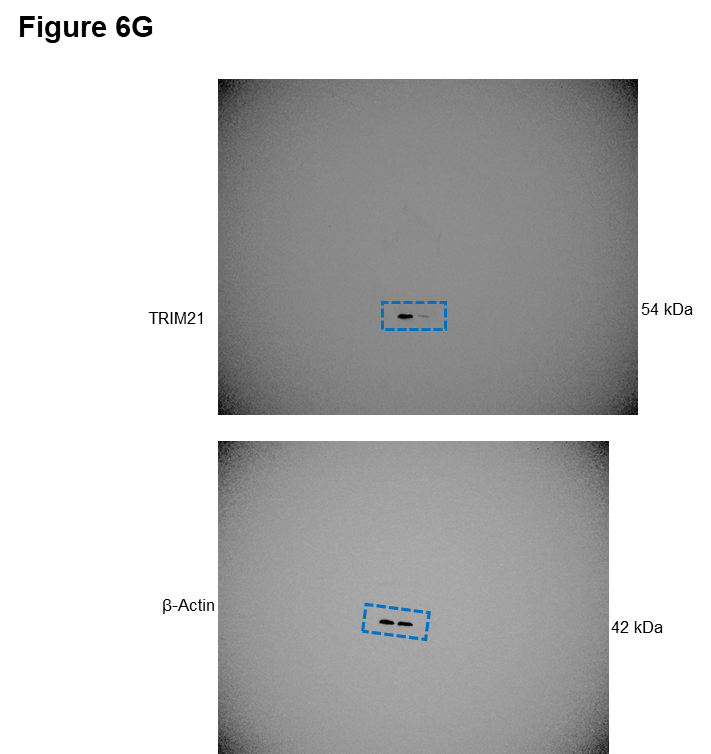 Figure 6G
54 kDa
TRIM21
β-Actin
42 kDa